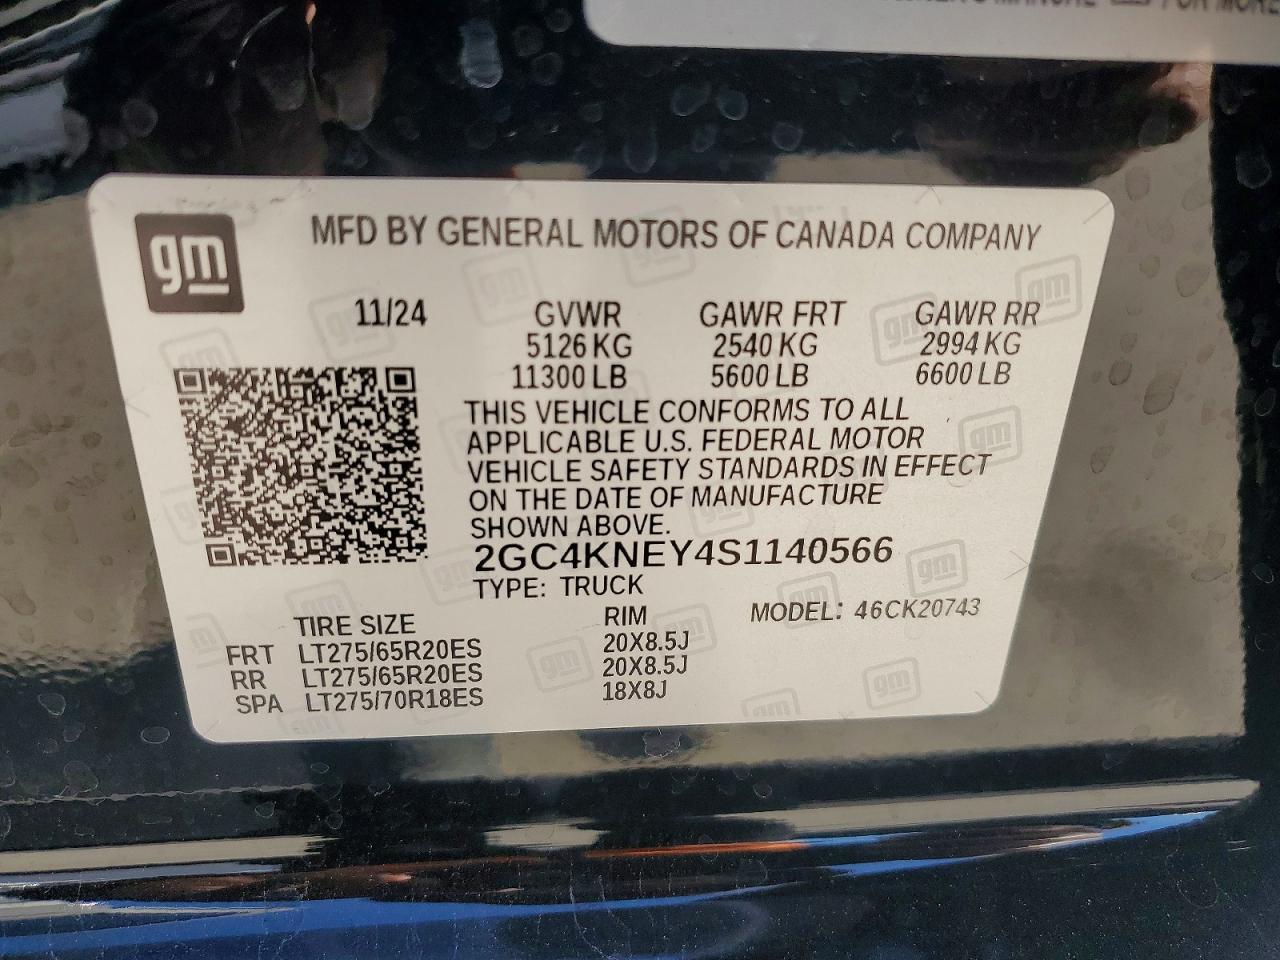 gm
MFD BY GENERAL MOTORS OF CANADA COMPANY
11/24 GVWR GAWR FRT GAWR RR
5126 KG 2540 KG 2994 KG
11300 LB 5600 LB 6600 LB
THIS VEHICLE CONFORMS TO ALL
APPLICABLE U.S. FEDERAL MOTOR
VEHICLE SAFETY STANDARDS IN EFFECT
ON THE DATE OF MANUFACTURE
SHOWN ABOVE.
2GC4KNEY4S1140566
TYPE: TRUCK
TIRE SIZE RIM MODEL: 46CK20743
FRT LT275/65R20ES 20X8.5J
RR LT275/65R20ES 20X8.5J
SPA LT275/70R18ES 18X8J